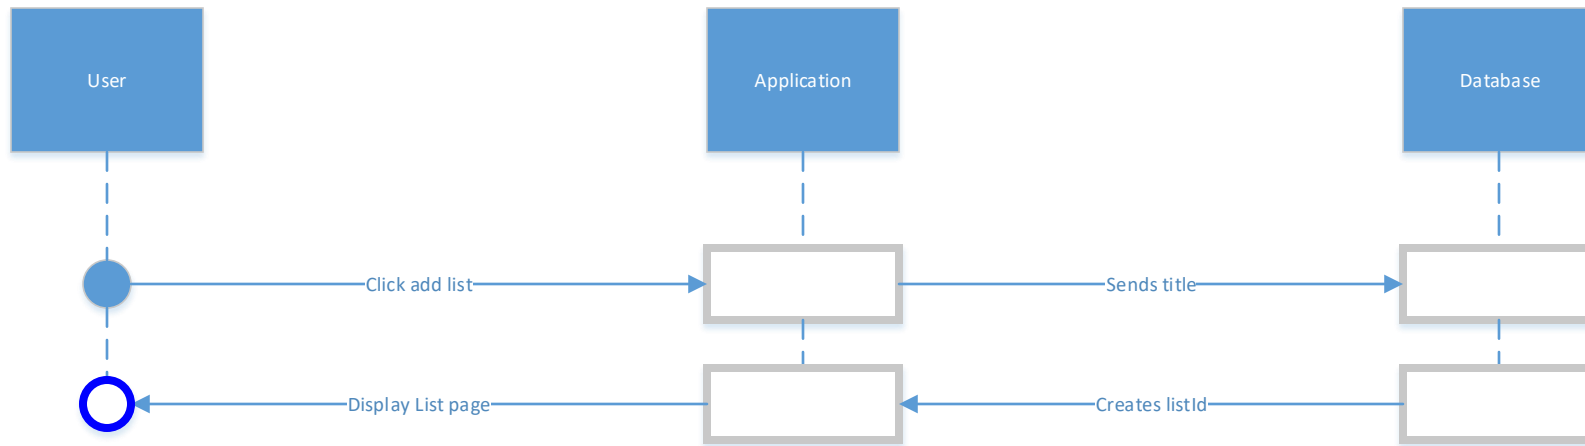 User
Application
Database
Click add list
Sends title
Display List page
Creates listId